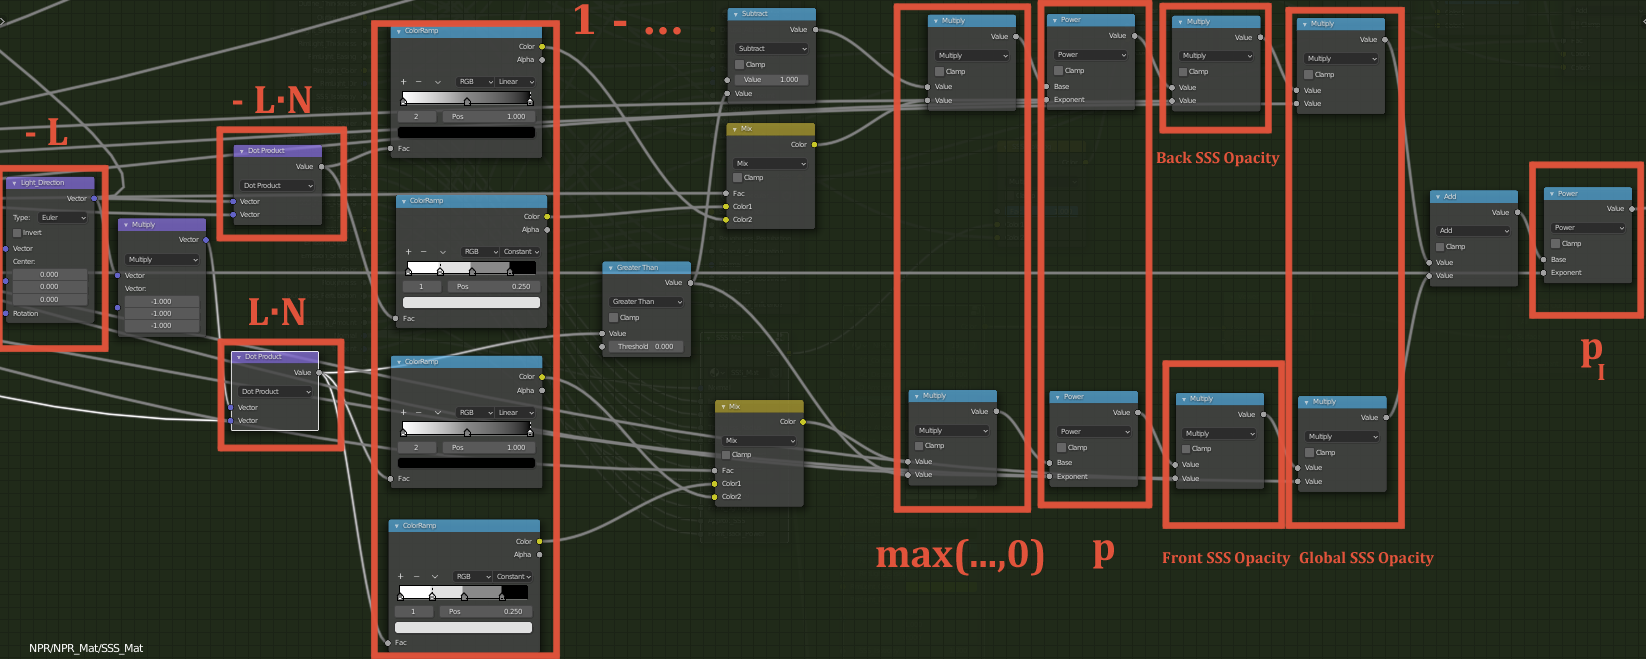 1 - ...
- L·N
- L
L·N
Back SSS Opacity
max(...,0)
p
Front SSS Opacity
Global SSS Opacity
p
I
Light_Direction
Vector
Type:
Euler
Invert
Vector
Center:
0.000
0.000
0.000
Rotation
Multiply
Vector
Multiply
Vector
Vector:
-1.000
-1.000
-1.000
Dot Product
Value
Dot Product
Vector
Vector
Dot Product
Value
Dot Product
Vector
Vector
ColorRamp
Color
Alpha
+ −
RGB
Linear
2
Pos
1.000
Fac
ColorRamp
Color
Alpha
+ −
RGB
Constant
1
Pos
0.250
Fac
ColorRamp
Color
Alpha
+ −
RGB
Linear
2
Pos
1.000
Fac
ColorRamp
Color
Alpha
+ −
RGB
Constant
1
Pos
0.250
Fac
Greater Than
Value
Greater Than
Clamp
Value
Threshold 0.000
Subtract
Value
Subtract
Clamp
Value 1.000
Value
Mix
Color
Mix
Clamp
Fac
Color1
Color2
Mix
Color
Mix
Clamp
Fac
Color1
Color2
Multiply
Value
Multiply
Clamp
Value
Value
Power
Value
Power
Clamp
Base
Exponent
Multiply
Value
Multiply
Clamp
Value
Value
Multiply
Value
Multiply
Clamp
Value
Value
Multiply
Value
Multiply
Clamp
Value
Value
Power
Value
Power
Clamp
Base
Exponent
Multiply
Value
Multiply
Clamp
Value
Value
Multiply
Value
Multiply
Clamp
Value
Value
Add
Value
Add
Clamp
Value
Value
Power
Value
Power
Clamp
Base
Exponent
NPR/NPR_Mat/SSS_Mat